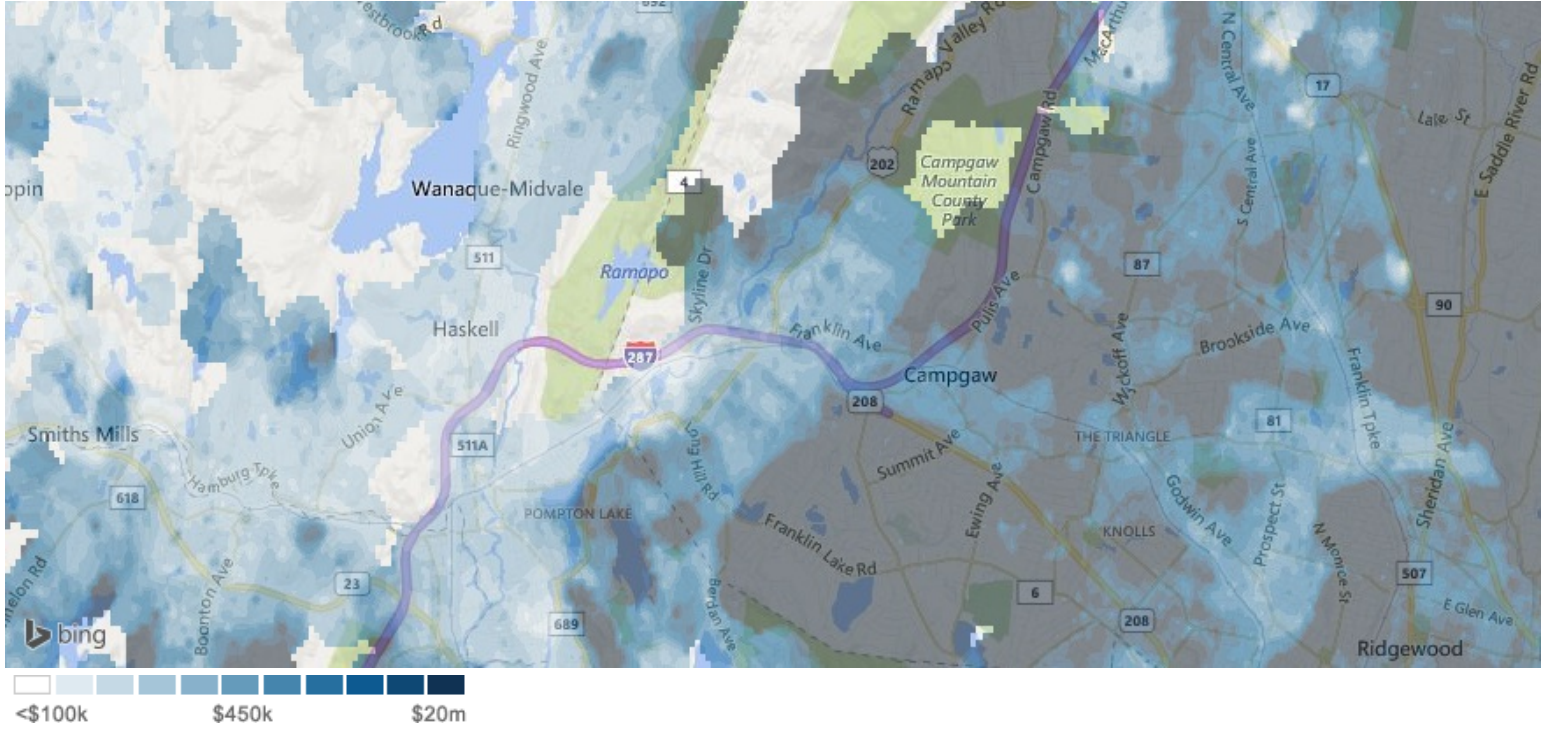 Westbrook Rd
692
Ringwood Ave
Ramapo Valley Rd
MacArthur
N Central Ave
17
Lake St
E Saddle River Rd
202
Campgaw Rd
Campgaw
Mountain
County
Park
4
Wanaque-Midvale
S Central Ave
511
Ramapo
Skyline Dr
87
Pulis Ave
90
Haskell
287
Franklin Ave
Wyckoff Ave
Brookside Ave
Franklin Tpke
Campgaw
208
Union Ave
Smiths Mills
511A
81
THE TRIANGLE
Summit Ave
Sheridan Ave
Hamburg Tpke
618
Hill Rd
Ewing Ave
Godwin Ave
Prospect St
POMPTON LAKE
Franklin Lake Rd
KNOLLS
N Monroe St
507
23
Boonton Ave
6
Berdan Ave
689
208
E Glen Ave
bing
Ridgewood
<$100k
$450k
$20m